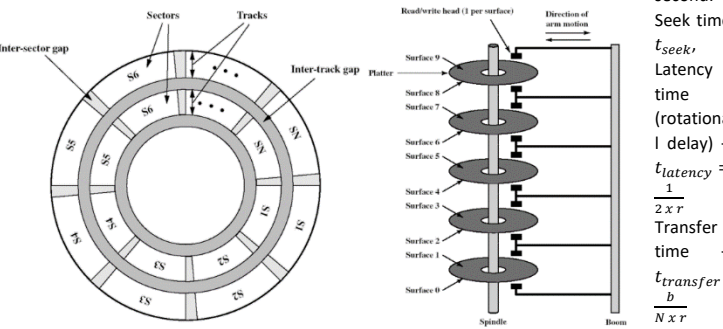 Sectors
Tracks
Inter-sector gap
Inter-track gap
S6
• • •
SN
S6
• • •
SN
S5
S5
S1
S1
S4
S4
S3
S2
S3
S2
Read/write head (1 per surface)
Direction of
arm motion
Surface 9
Platter
Surface 8
Surface 7
Surface 6
Surface 5
Surface 4
Surface 3
Surface 2
Surface 1
Surface 0
Spindle
Boom
Seek time
t_seek,
Latency
time
(rotationa
l delay) -
t_latency =
1
2 x r
Transfer
time -
t_transfer
b
N x r